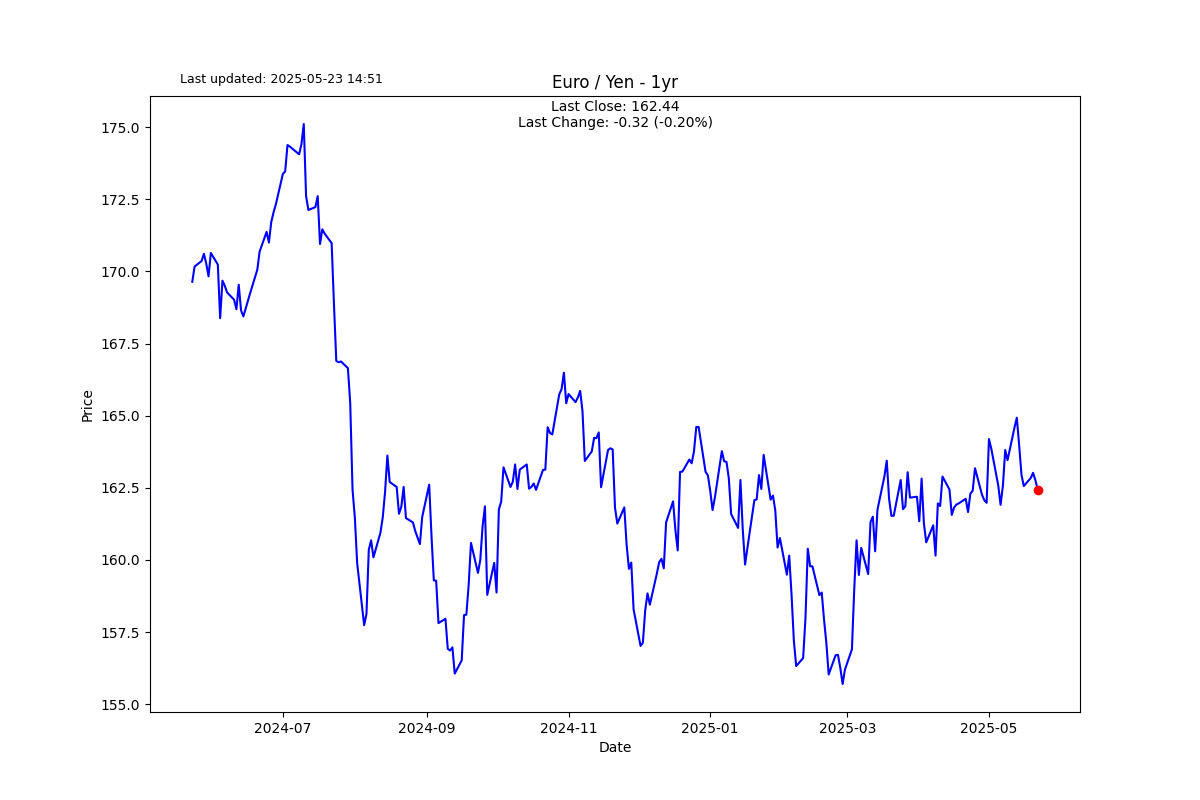 Last updated: 2025-05-23 14:51
Euro / Yen - 1yr
Last Close: 162.44
Last Change: -0.32 (-0.20%)
175.0
172.5
170.0
167.5
165.0
162.5
160.0
157.5
155.0
Price
2024-07
2024-09
2024-11
2025-01
2025-03
2025-05
Date